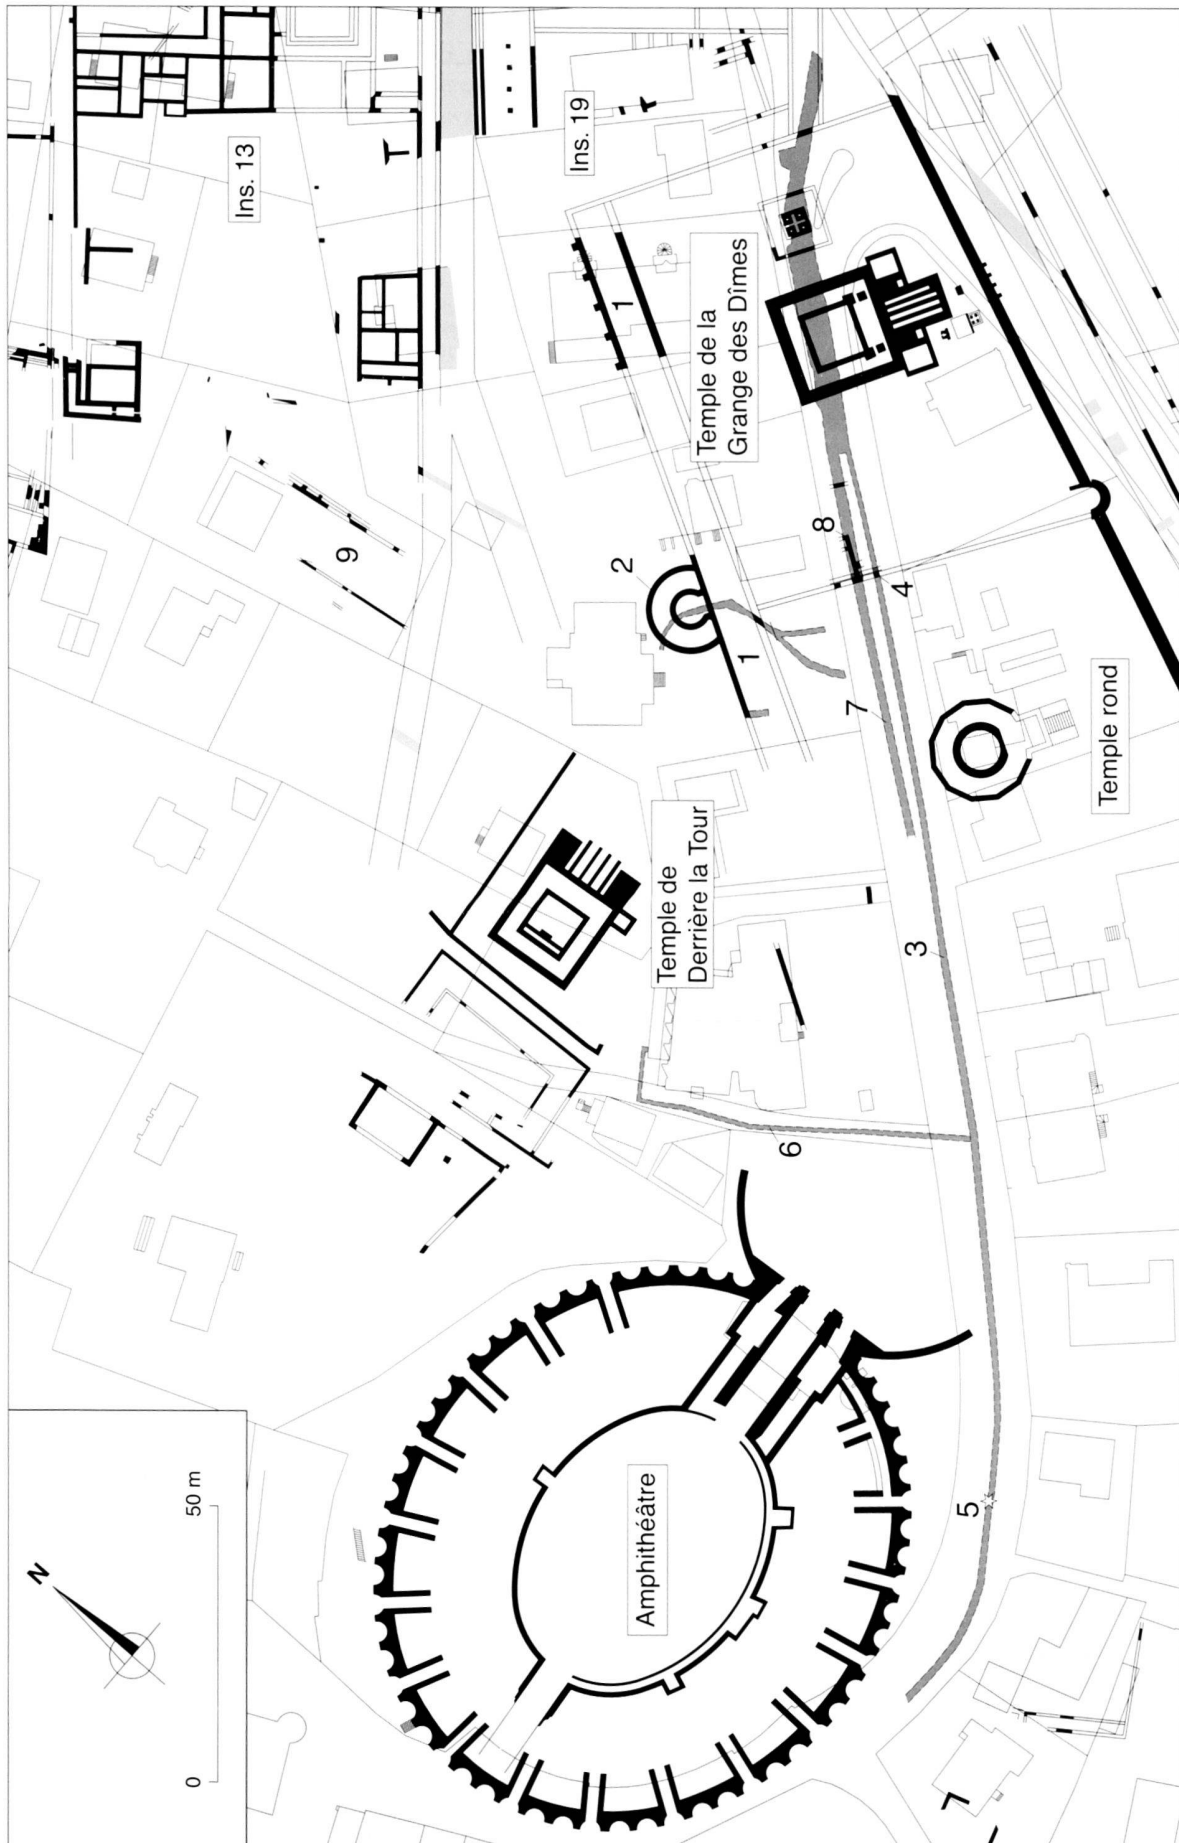 Ins. 13
Ins. 19
1
Temple de la
Grange des Dîmes
9
2
8
4
1
7
Temple rond
Temple de
Derrière la Tour
3
6
5
Amphithéâtre
N
0
50 m